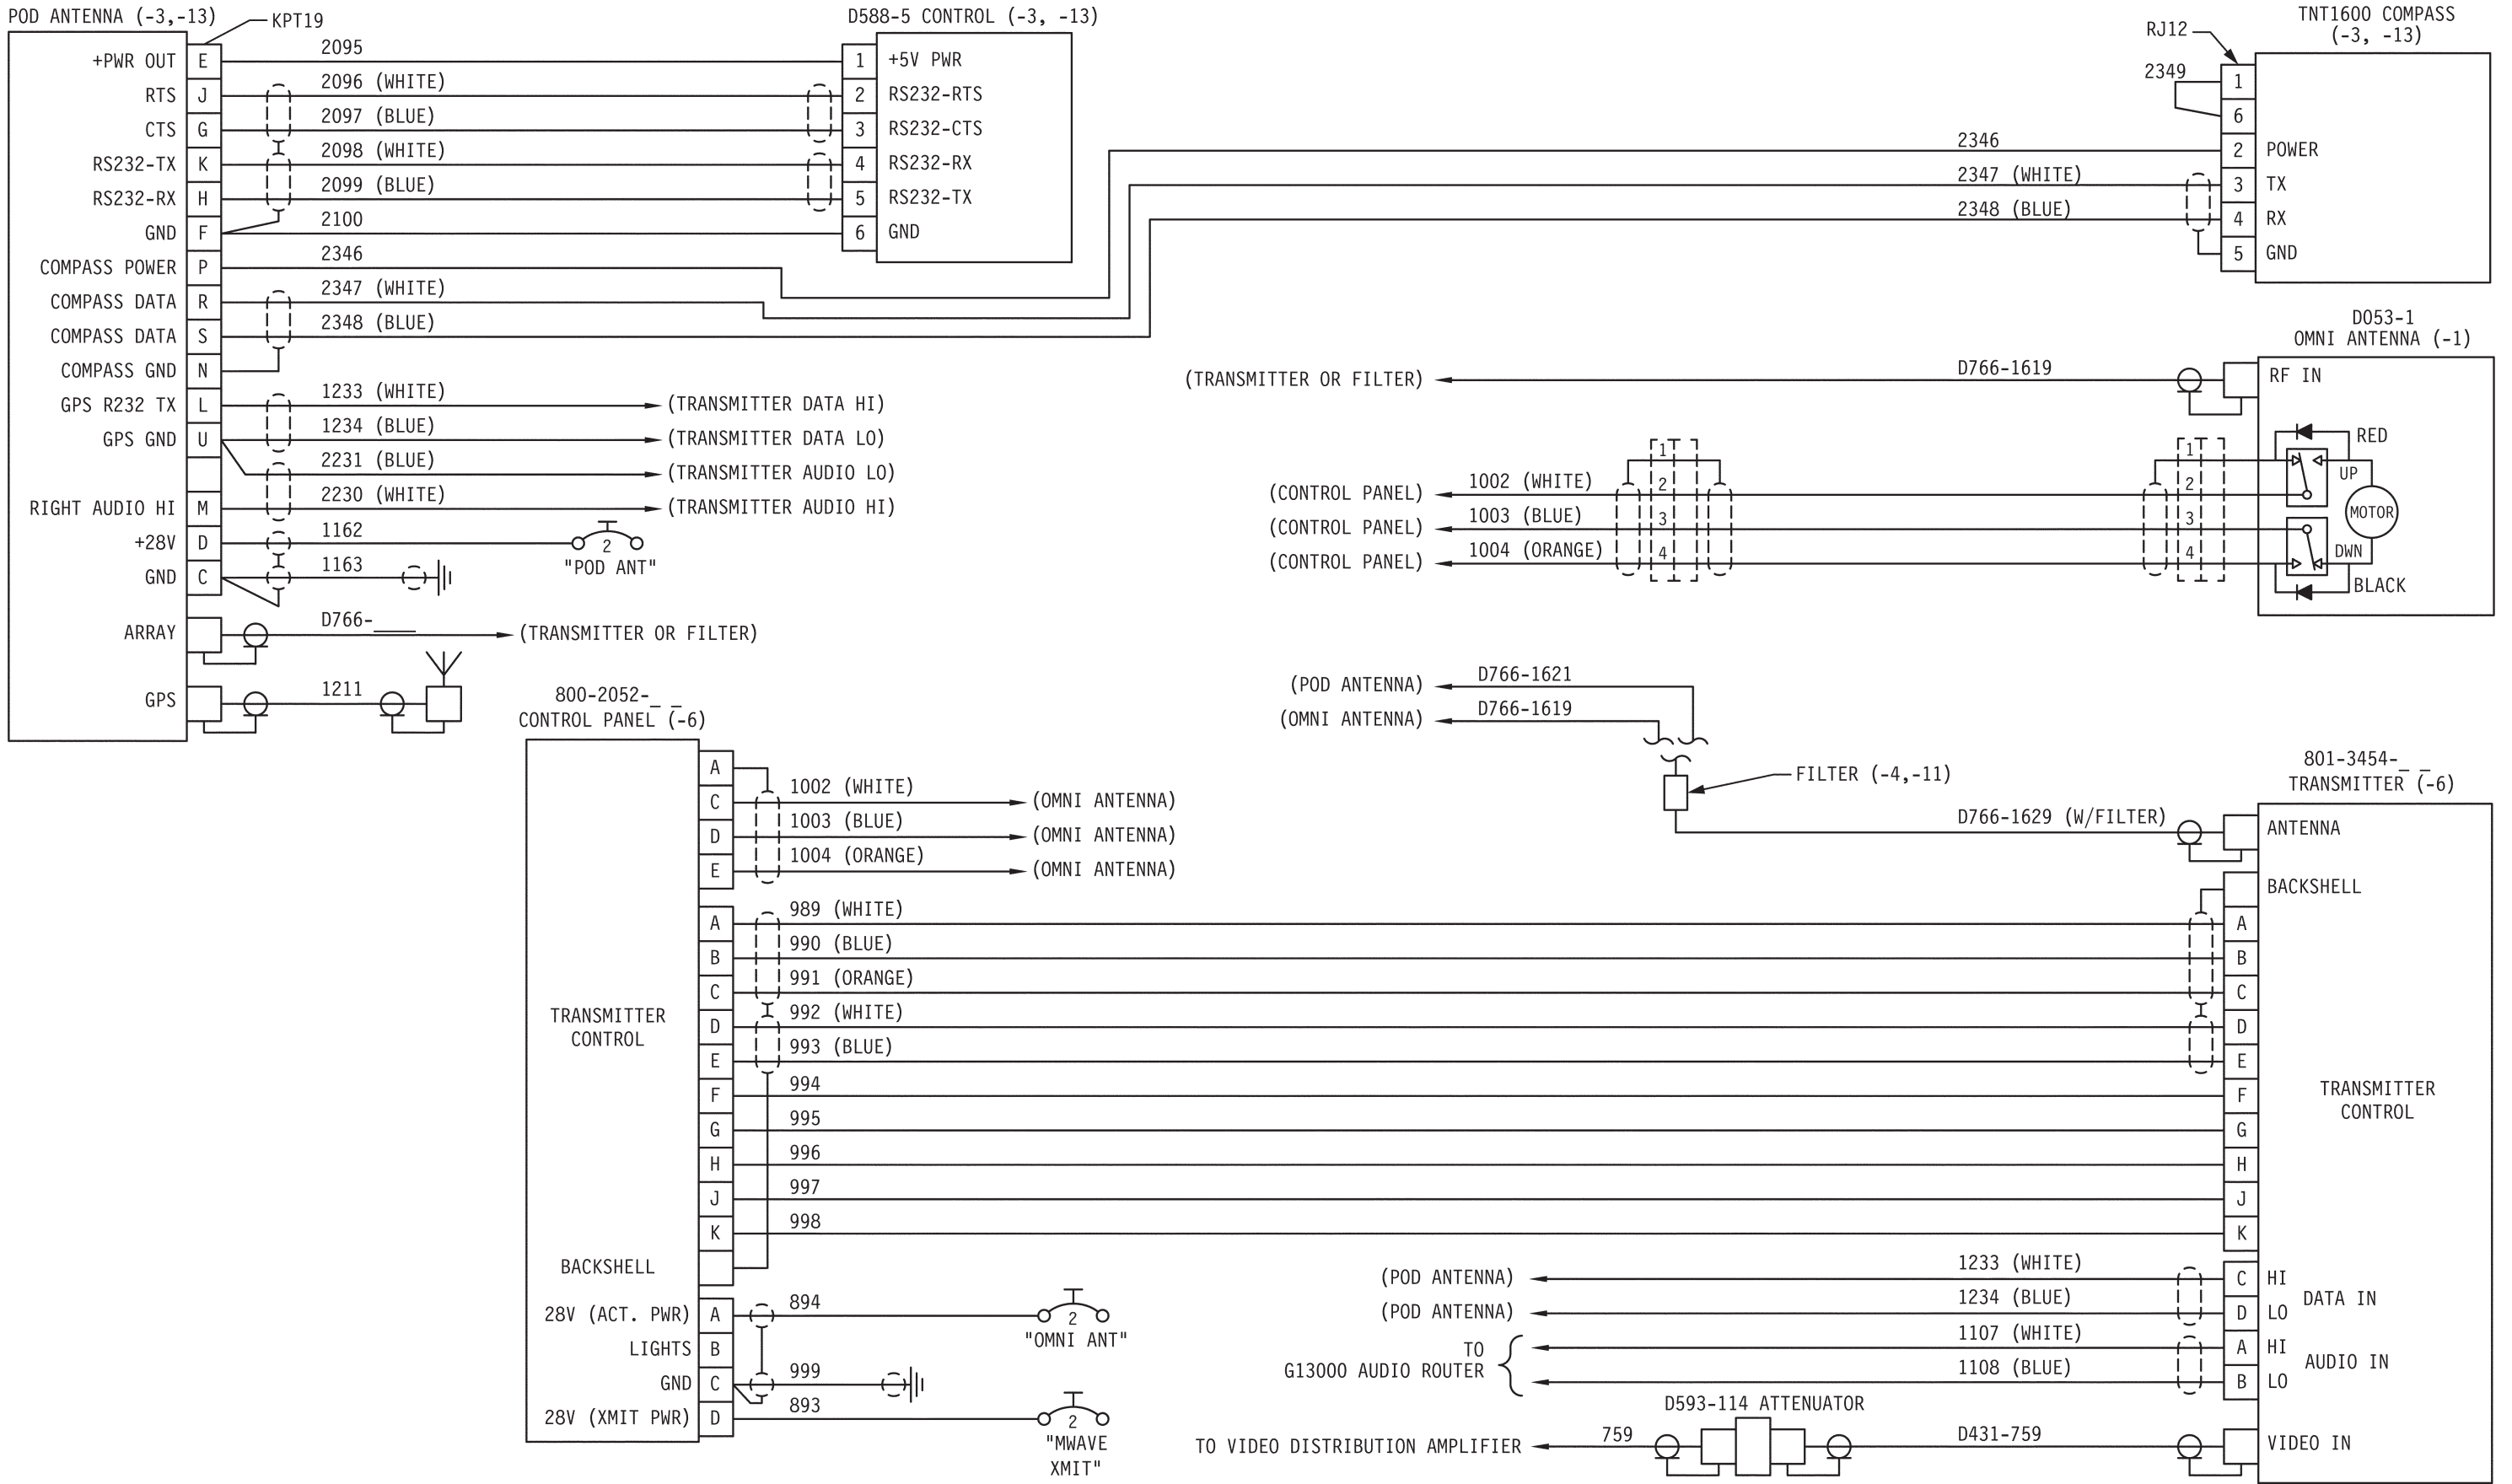 POD ANTENNA (-3,-13)
KPT19
+PWR OUT E 2095
RTS J 2096 (WHITE)
CTS G 2097 (BLUE)
RS232-TX K 2098 (WHITE)
RS232-RX H 2099 (BLUE)
GND F 2100
COMPASS POWER P 2346
COMPASS DATA R 2347 (WHITE)
COMPASS DATA S 2348 (BLUE)
COMPASS GND N
GPS R232 TX L 1233 (WHITE) (TRANSMITTER DATA HI)
GPS GND U 1234 (BLUE) (TRANSMITTER DATA LO)
2231 (BLUE) (TRANSMITTER AUDIO LO)
RIGHT AUDIO HI M 2230 (WHITE) (TRANSMITTER AUDIO HI)
+28V D 1162 2
"POD ANT"
GND C 1163
ARRAY D766-____ (TRANSMITTER OR FILTER)
GPS 1211
D588-5 CONTROL (-3, -13)
1 +5V PWR
2 RS232-RTS
3 RS232-CTS
4 RS232-RX
5 RS232-TX
6 GND
TNT1600 COMPASS
(-3, -13)
RJ12
2349 1
6
2346 2 POWER
2347 (WHITE) 3 TX
2348 (BLUE) 4 RX
5 GND
D053-1
OMNI ANTENNA (-1)
(TRANSMITTER OR FILTER) D766-1619 RF IN
RED
1 1 UP
(CONTROL PANEL) 1002 (WHITE) 2 2
MOTOR
(CONTROL PANEL) 1003 (BLUE) 3 3
(CONTROL PANEL) 1004 (ORANGE) 4 4 DWN
BLACK
(POD ANTENNA) D766-1621
(OMNI ANTENNA) D766-1619
FILTER (-4,-11)
800-2052-_ _
CONTROL PANEL (-6)
A
C 1002 (WHITE) (OMNI ANTENNA)
D 1003 (BLUE) (OMNI ANTENNA)
E 1004 (ORANGE) (OMNI ANTENNA)
801-3454-_ _
TRANSMITTER (-6)
D766-1629 (W/FILTER) ANTENNA
BACKSHELL
A 989 (WHITE) A
B 990 (BLUE) B
C 991 (ORANGE) C
D 992 (WHITE) D
E 993 (BLUE) E
F 994 F
G 995 G
H 996 H
J 997 J
K 998 K
TRANSMITTER
CONTROL
TRANSMITTER
CONTROL
BACKSHELL
28V (ACT. PWR) A 894 2
"OMNI ANT"
LIGHTS B
GND C 999
28V (XMIT PWR) D 893 2
"MWAVE
XMIT"
(POD ANTENNA) 1233 (WHITE) C HI
(POD ANTENNA) 1234 (BLUE) D LO
DATA IN
TO
G13000 AUDIO ROUTER
1107 (WHITE) A HI
1108 (BLUE) B LO
AUDIO IN
D593-114 ATTENUATOR
TO VIDEO DISTRIBUTION AMPLIFIER 759 D431-759 VIDEO IN